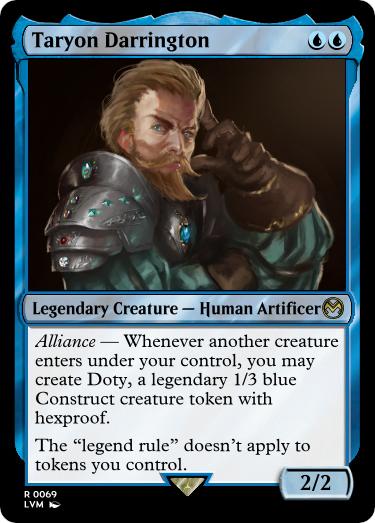 Taryon Darrington
Legendary Creature — Human Artificer
Alliance — Whenever another creature
enters under your control, you may
create Doty, a legendary 1/3 blue
Construct creature token with
hexproof.
The “legend rule” doesn’t apply to
tokens you control.
2/2
R 0069
LVM